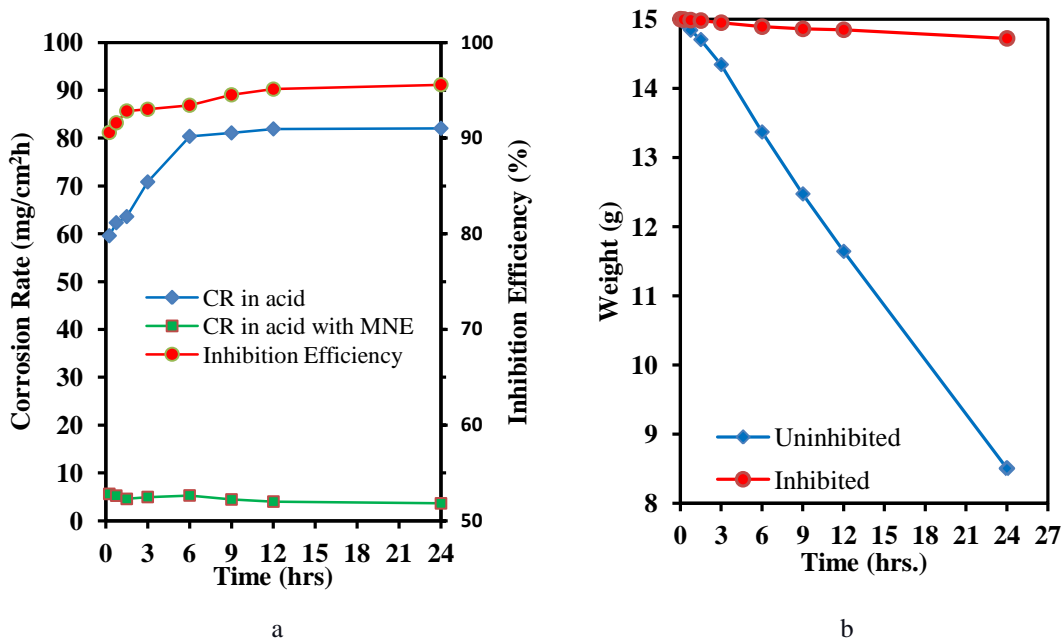 100
90
80
70
60
50
40
30
20
10
0
Corrosion Rate (mg/cm²h)
CR in acid
CR in acid with MNE
Inhibition Efficiency
100
90
80
70
60
50
Inhibition Efficiency (%)
0 3 6 9 12 15 18 21 24
Time (hrs)
a
15
14
13
12
11
10
9
8
Weight (g)
Uninhibited
Inhibited
0 3 6 9 12 15 18 21 24 27
Time (hrs.)
b